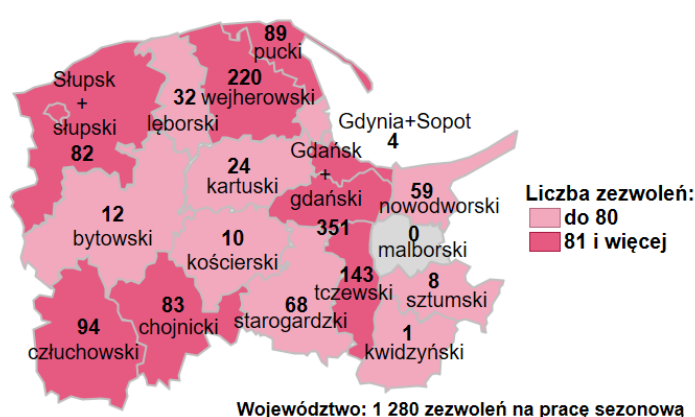 89
pucki
Słupsk
+
słupski
82
32
lęborski
220
wejherowski
Gdynia+Sopot
4
Gdańsk
+
gdański
351
24
kartuski
59
nowodworski
Liczba zezwoleń:
do 80
81 i więcej
12
bytowski
10
kościerski
0
malborski
143
tczewski
8
sztumski
94
człuchowski
83
chojnicki
68
starogardzki
1
kwidzyński
Województwo: 1 280 zezwoleń na pracę sezonową